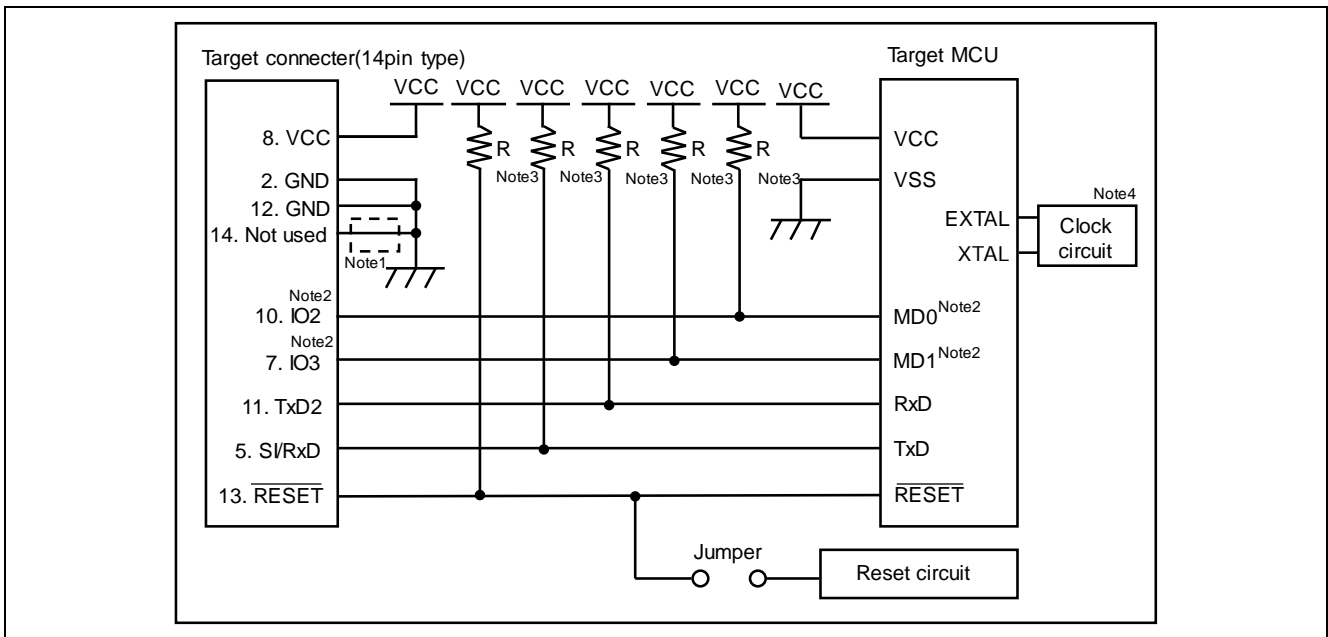 Target connecter(14pin type)
Target MCU
VCC VCC VCC VCC VCC VCC VCC
8. VCC
R R R R R
VCC
Note3 Note3 Note3 Note3 Note3
2. GND
VSS
12. GND
Note4
EXTAL
Clock
circuit
14. Not used
XTAL
Note1
Note2
10. IO2
MD0Note2
Note2
7. IO3
MD1Note2
11. TxD2
RxD
5. SI/RxD
TxD
13. RESET
RESET
Jumper
Reset circuit